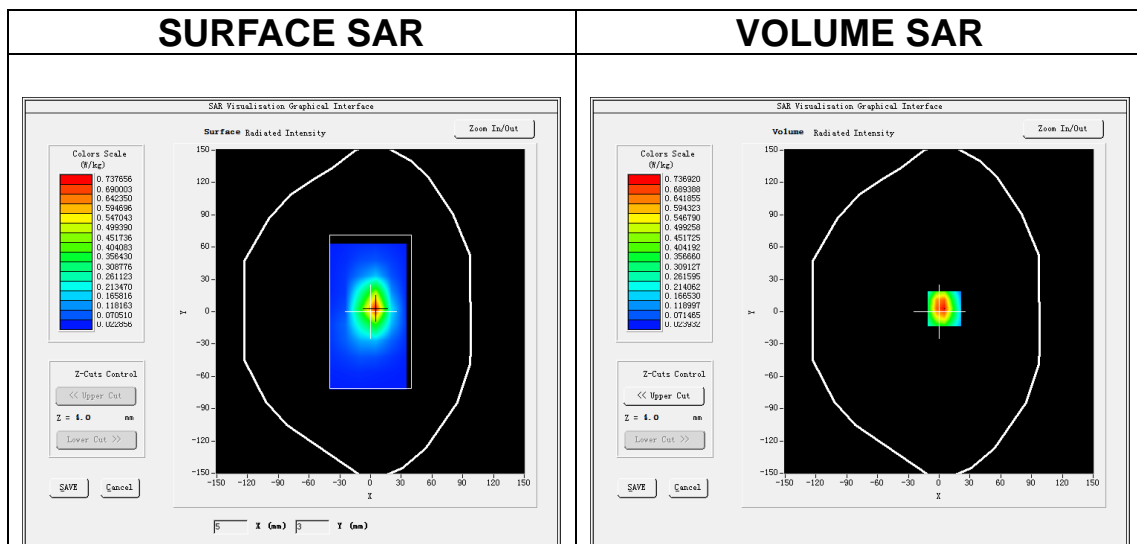 SURFACE SAR
VOLUME SAR
SAR Visualisation Graphical Interface
Surface Radiated Intensity
Zoom In/Out
Colors Scale
(W/kg)
0.737656
0.690003
0.642350
0.594696
0.547043
0.499390
0.451736
0.404083
0.356430
0.308776
0.261123
0.213470
0.165816
0.118163
0.070510
0.022856
150
120
90
60
30
0
-30
-60
-90
-120
-150
Y
-150 -120 -90 -60 -30 0 30 60 90 120 150
X
Z-Cuts Control
<< Upper Cut
Z = 4.0 mm
Lower Cut >>
SAVE Cancel
5 X (mm) 3 Y (mm)
SAR Visualisation Graphical Interface
Volume Radiated Intensity
Zoom In/Out
Colors Scale
(W/kg)
0.736920
0.689388
0.641855
0.594323
0.546790
0.499258
0.451725
0.404192
0.356660
0.309127
0.261595
0.214062
0.166530
0.118997
0.071465
0.023932
150
120
90
60
30
0
-30
-60
-90
-120
-150
Y
-150 -120 -90 -60 -30 0 30 60 90 120 150
X
Z-Cuts Control
<< Upper Cut
Z = 4.0 mm
Lower Cut >>
SAVE Cancel